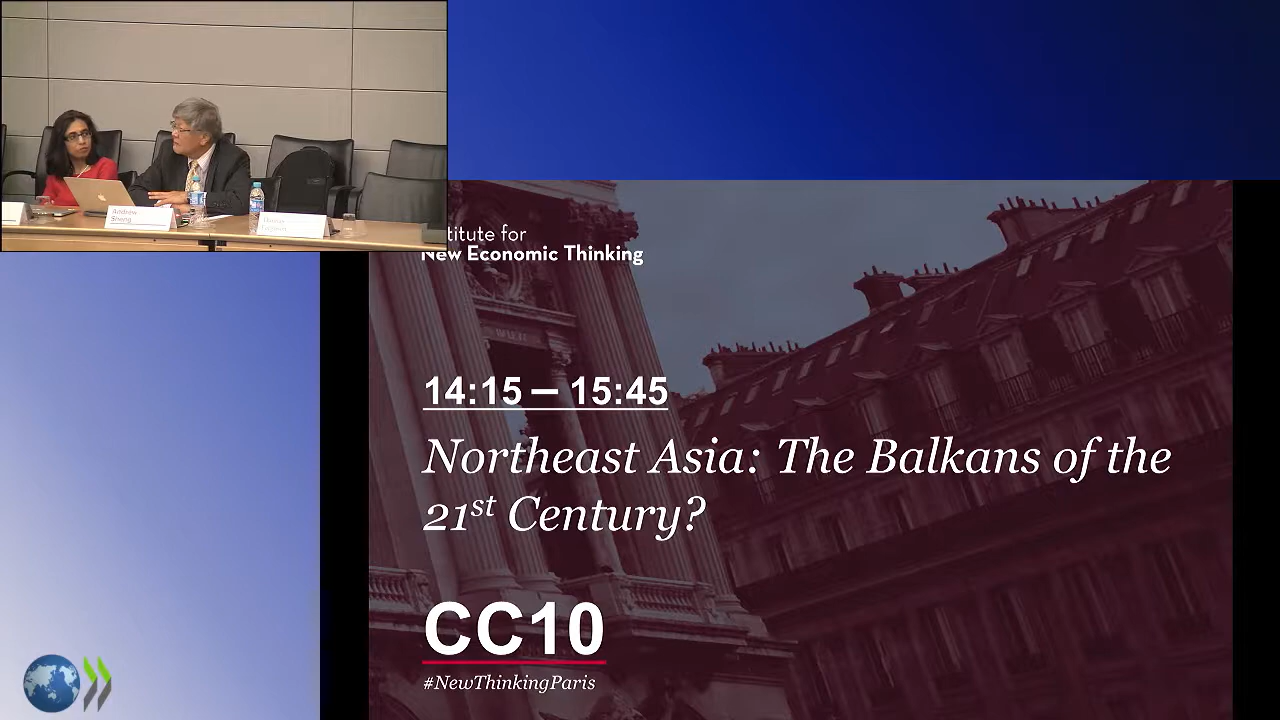 Andrew
Sheng
titute for
New Economic Thinking
14:15 – 15:45
Northeast Asia: The Balkans of the
21st Century?
CC10
#NewThinkingParis